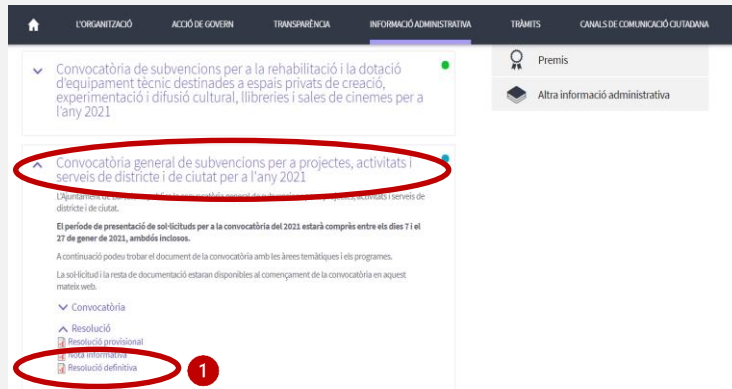 L'ORGANITZACIÓ ACCIÓ DE GOVERN TRANSPARÈNCIA INFORMACIÓ ADMINISTRATIVA TRÀMITS CANALS DE COMUNICACIÓ CIUTADANA
Convocatòria de subvencions per a la rehabilitació i la dotació
d'equipament tècnic destinades a espais privats de creació,
experimentació i difusió cultural, llibreries i sales de cinemes per a
l'any 2021
Premis
Altra informació administrativa
Convocatòria general de subvencions per a projectes, activitats i
serveis de districte i de ciutat per a l'any 2021
L'Ajuntament de
districte i de ciutat.
El període de presentació de sol·licituds per a la convocatòria del 2021 estarà comprès entre els dies 7 i el
27 de gener de 2021, ambdós inclosos.
A continuació podeu trobar el document de la convocatòria amb les àrees temàtiques i els programes.
La sol·licitud i la resta de documentació estaran disponibles al començament de la convocatòria en aquest
mateix web.
Convocatòria
Resolució
Resolució provisional
Nota informativa
Resolució definitiva
1